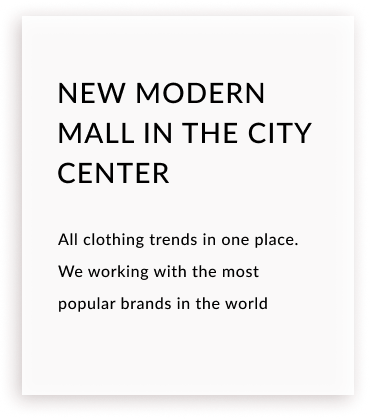 NEW MODERN
MALL IN THE CITY
CENTER
All clothing trends in one place.
We working with the most
popular brands in the world